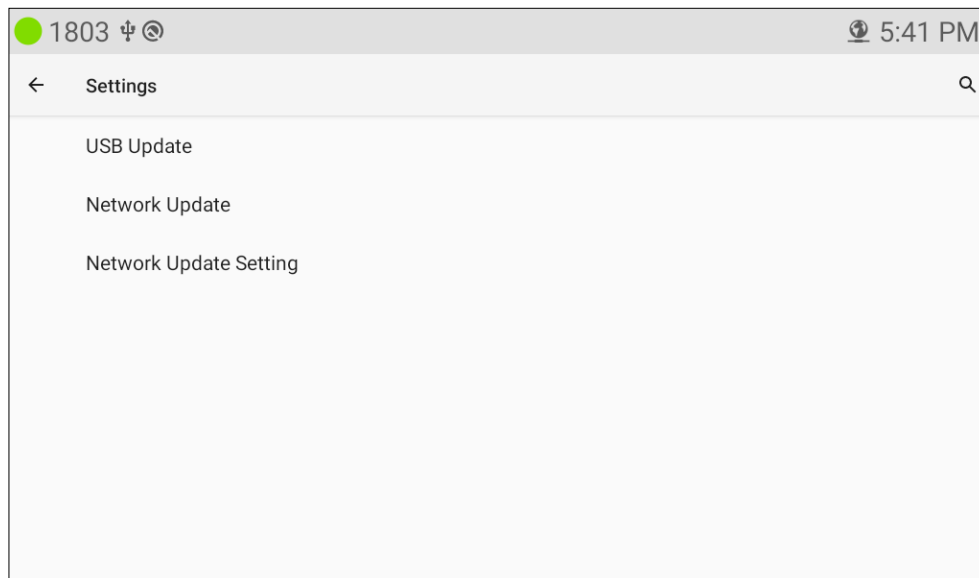 1803
5:41 PM
Settings
USB Update
Network Update
Network Update Setting